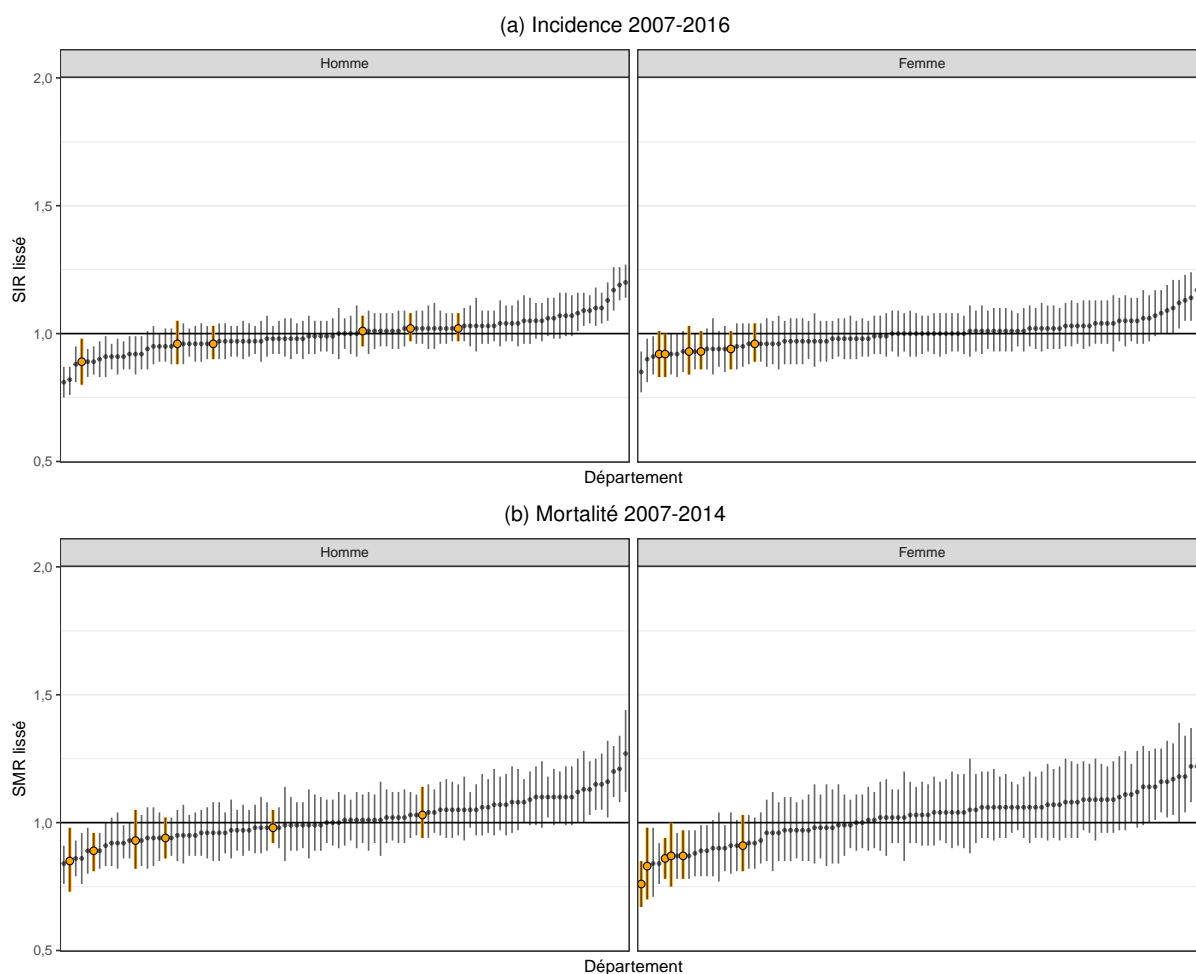 (a) Incidence 2007-2016
Homme
Femme
2,0
1,5
1,0
0,5
SIR lissé
Département
(b) Mortalité 2007-2014
Homme
Femme
2,0
1,5
1,0
0,5
SMR lissé
Département